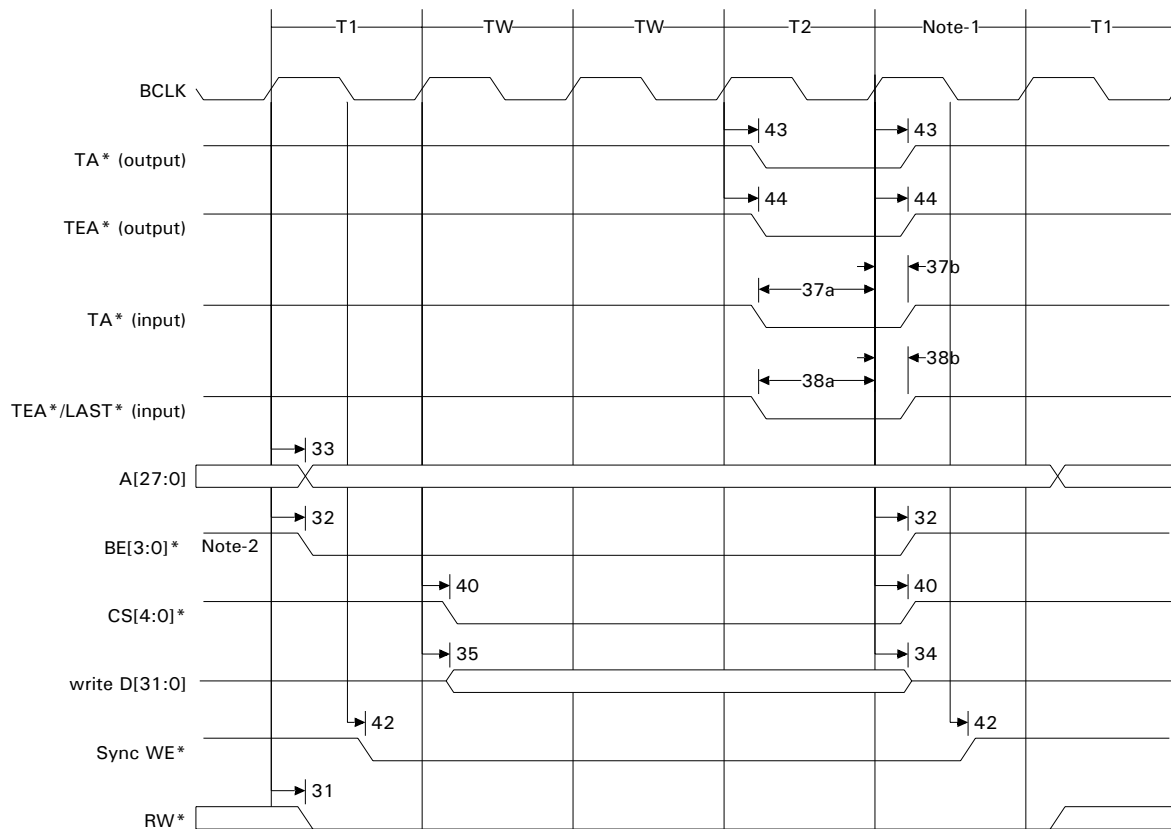 T1 TW TW T2 Note-1 T1
BCLK
43 43
TA* (output)
44 44
TEA* (output)
37b
37a
TA* (input)
38b
38a
TEA*/LAST* (input)
33
A[27:0]
32 32
BE[3:0]* Note-2
40 40
CS[4:0]*
35 34
write D[31:0]
42 42
Sync WE*
31
RW*